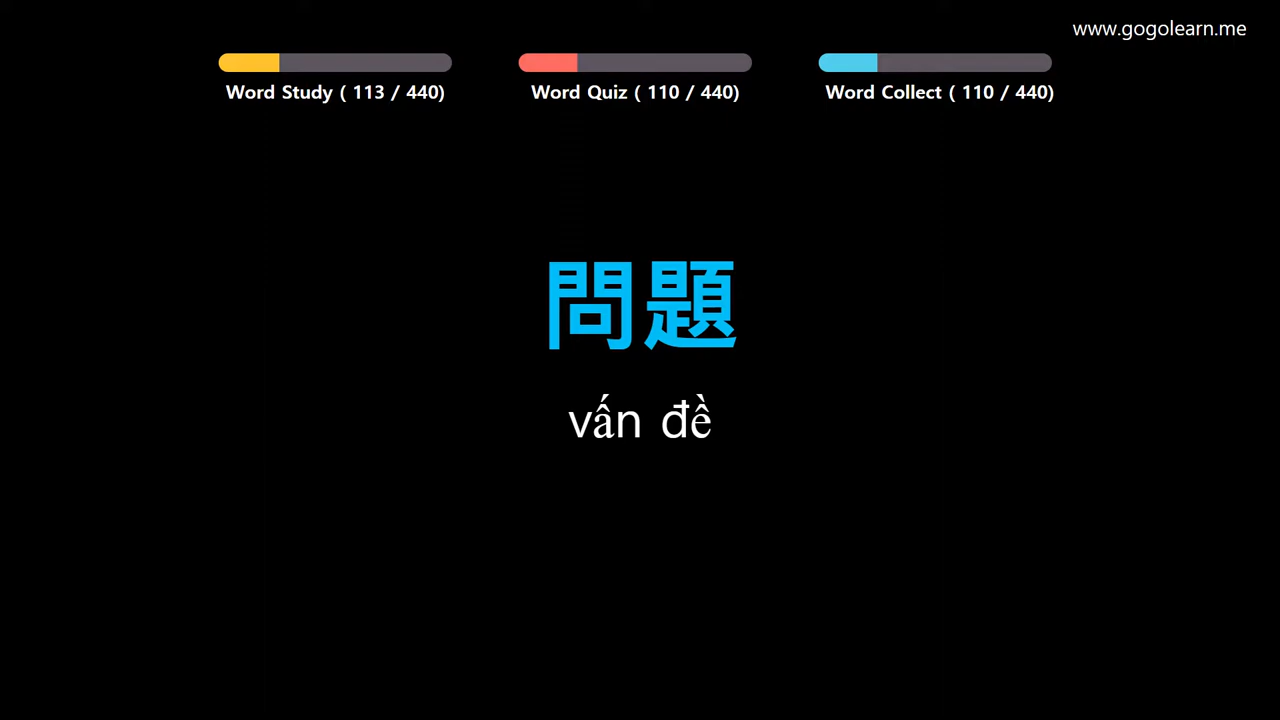 www.gogolearn.me
Word Study ( 113 / 440)
Word Quiz ( 110 / 440)
Word Collect ( 110 / 440)
問題
vấn đề